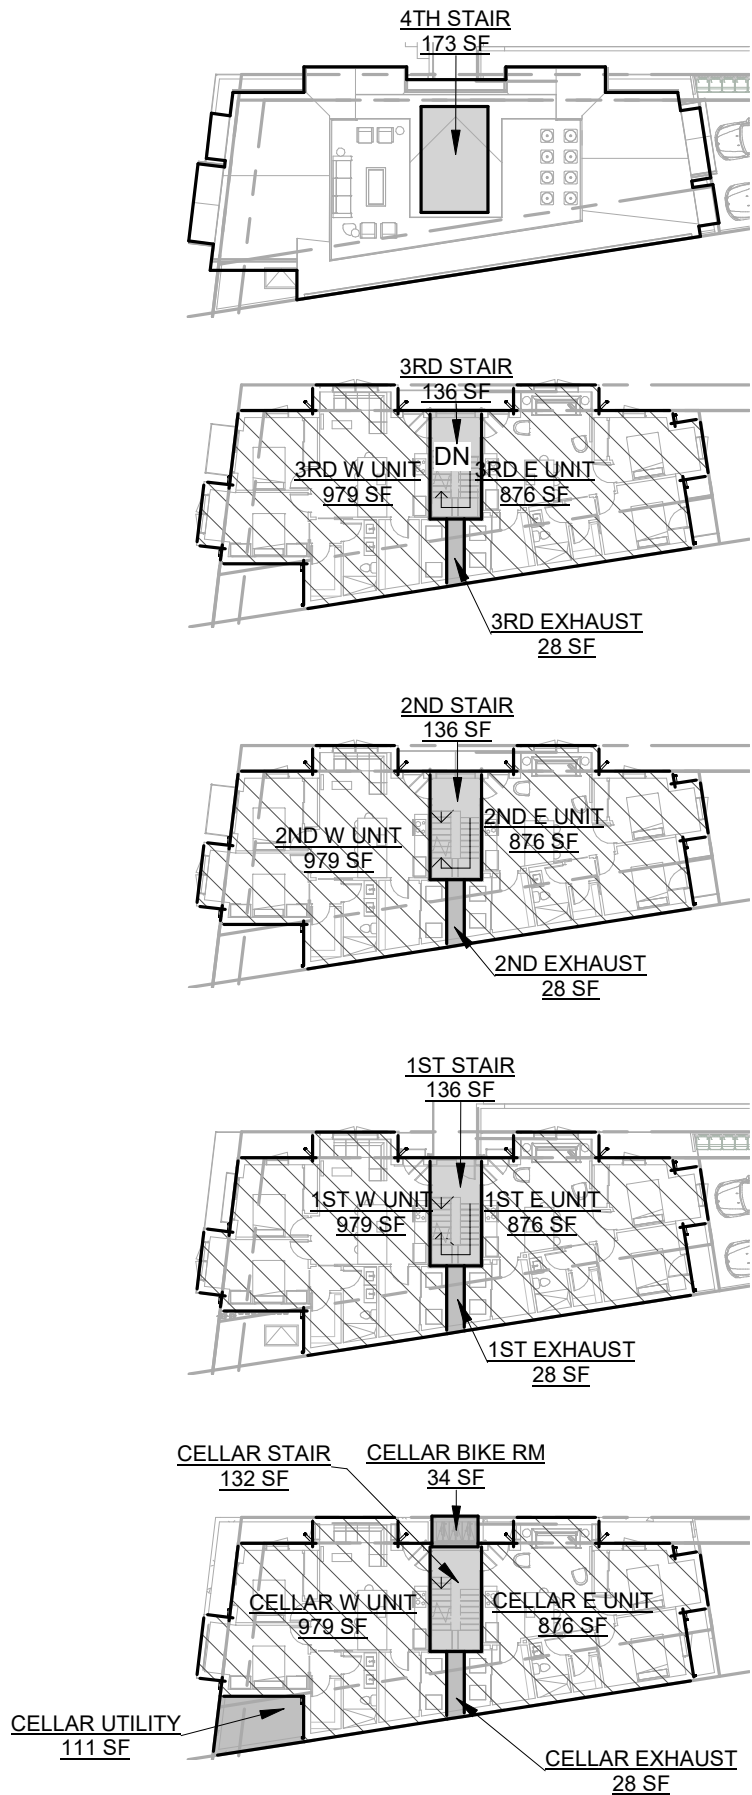 4TH STAIR
173 SF
3RD STAIR
136 SF
DN
3RD W UNIT
979 SF
3RD E UNIT
876 SF
3RD EXHAUST
28 SF
2ND STAIR
136 SF
2ND W UNIT
979 SF
2ND E UNIT
876 SF
2ND EXHAUST
28 SF
1ST STAIR
136 SF
1ST W UNIT
979 SF
1ST E UNIT
876 SF
1ST EXHAUST
28 SF
CELLAR STAIR
132 SF
CELLAR BIKE RM
34 SF
CELLAR W UNIT
979 SF
CELLAR E UNIT
876 SF
CELLAR UTILITY
111 SF
CELLAR EXHAUST
28 SF